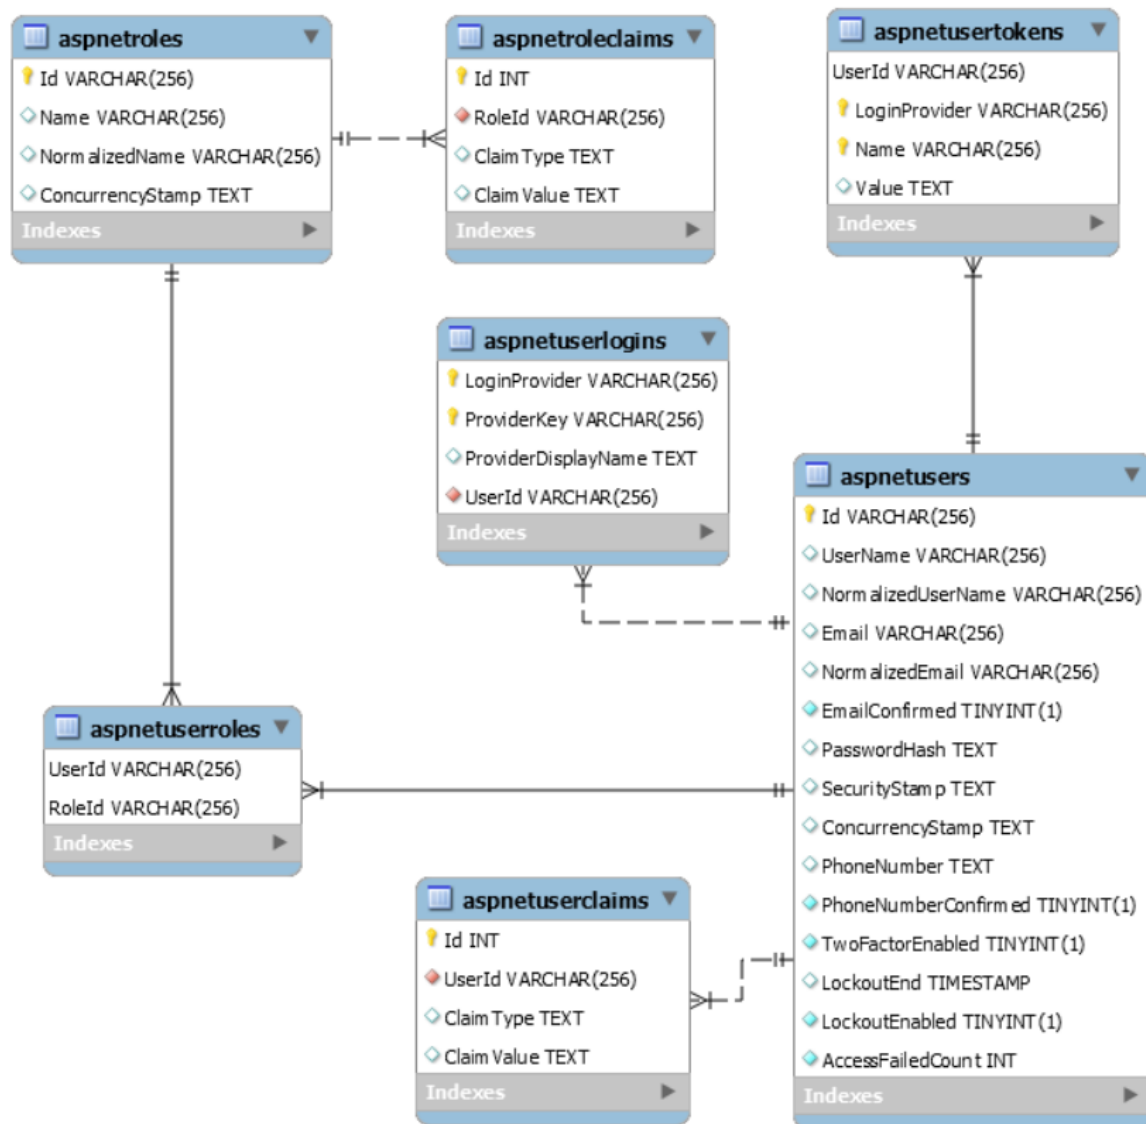 aspnetroles
Id VARCHAR(256)
Name VARCHAR(256)
NormalizedName VARCHAR(256)
ConcurrencyStamp TEXT
Indexes
aspnetroleclaims
Id INT
RoleId VARCHAR(256)
ClaimType TEXT
ClaimValue TEXT
Indexes
aspnetusertokens
UserId VARCHAR(256)
LoginProvider VARCHAR(256)
Name VARCHAR(256)
Value TEXT
Indexes
aspnetuserlogins
LoginProvider VARCHAR(256)
ProviderKey VARCHAR(256)
ProviderDisplayName TEXT
UserId VARCHAR(256)
Indexes
aspnetusers
Id VARCHAR(256)
UserName VARCHAR(256)
NormalizedUserName VARCHAR(256)
Email VARCHAR(256)
NormalizedEmail VARCHAR(256)
EmailConfirmed TINYINT(1)
PasswordHash TEXT
SecurityStamp TEXT
ConcurrencyStamp TEXT
PhoneNumber TEXT
PhoneNumberConfirmed TINYINT(1)
TwoFactorEnabled TINYINT(1)
LockoutEnd TIMESTAMP
LockoutEnabled TINYINT(1)
AccessFailedCount INT
Indexes
aspnetuserroles
UserId VARCHAR(256)
RoleId VARCHAR(256)
Indexes
aspnetuserclaims
Id INT
UserId VARCHAR(256)
ClaimType TEXT
ClaimValue TEXT
Indexes